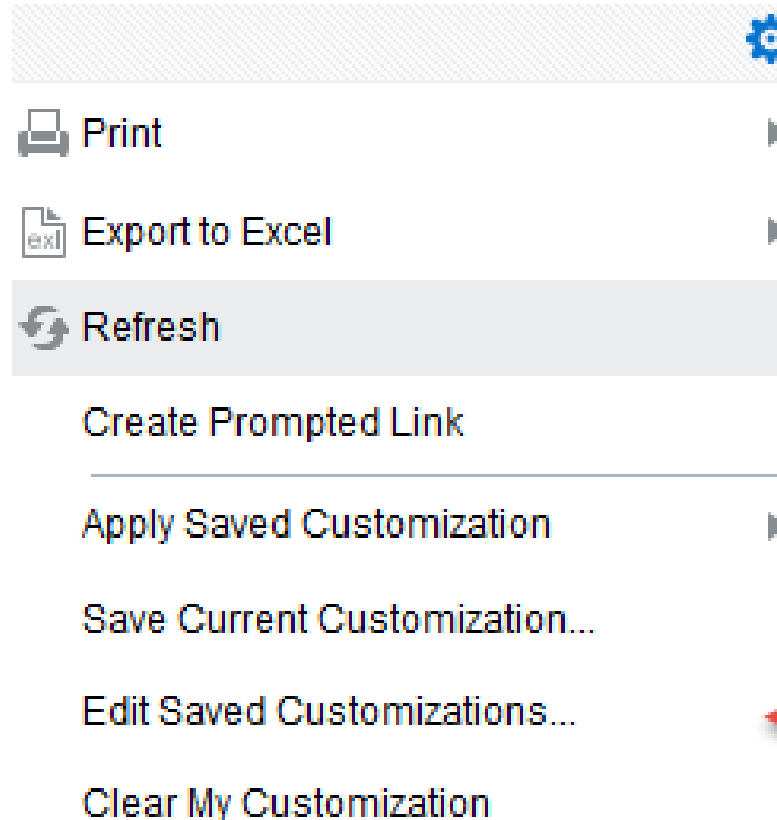 Print
exl
Export to Excel
Refresh
Create Prompted Link
Apply Saved Customization
Save Current Customization...
Edit Saved Customizations...
Clear My Customization